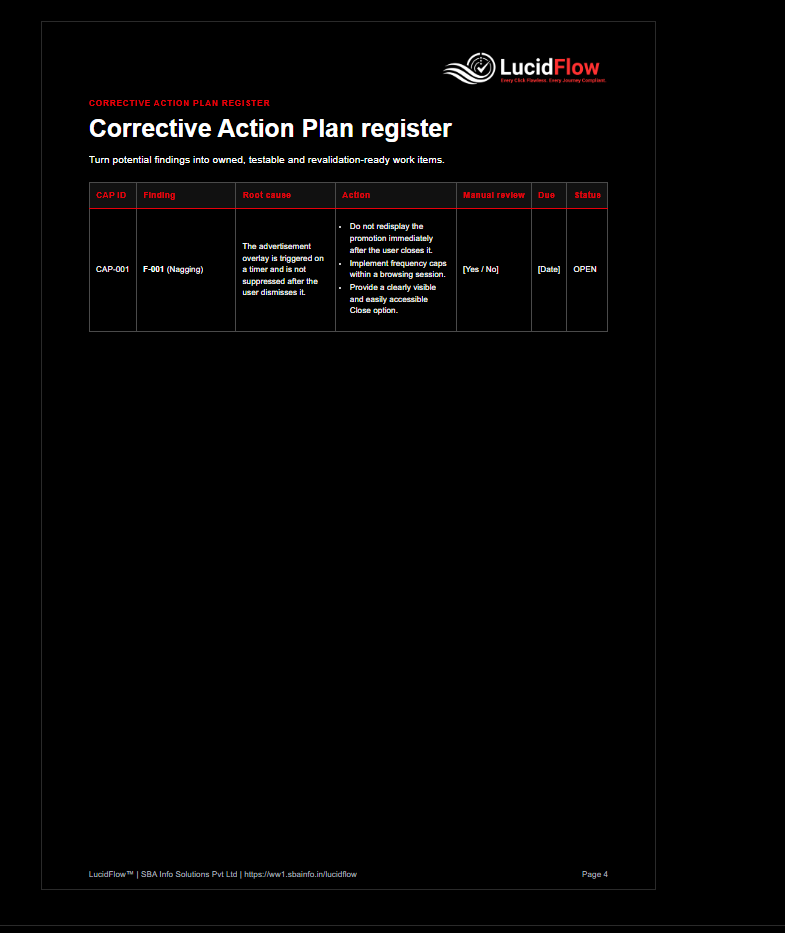 LucidFlow
Every Click Flawless. Every Journey Compliant
CORRECTIVE ACTION PLAN REGISTER
Corrective Action Plan register
Turn potential findings into owned, testable and revalidation-ready work items.
CAP ID Finding Root cause Action Manual review Due Status
CAP-001
F-001 (Nagging)
The advertisement
overlay is triggered on
a timer and is not
suppressed after the
user dismisses it.
• Do not redisplay the
promotion immediately
after the user closes it.
• Implement frequency caps
within a browsing session.
• Provide a clearly visible
and easily accessible
Close option.
[Yes / No]
[Date]
OPEN
LucidFlow™ | SBA Info Solutions Pvt Ltd | https://ww1.sbainfo.in/lucidflow
Page 4